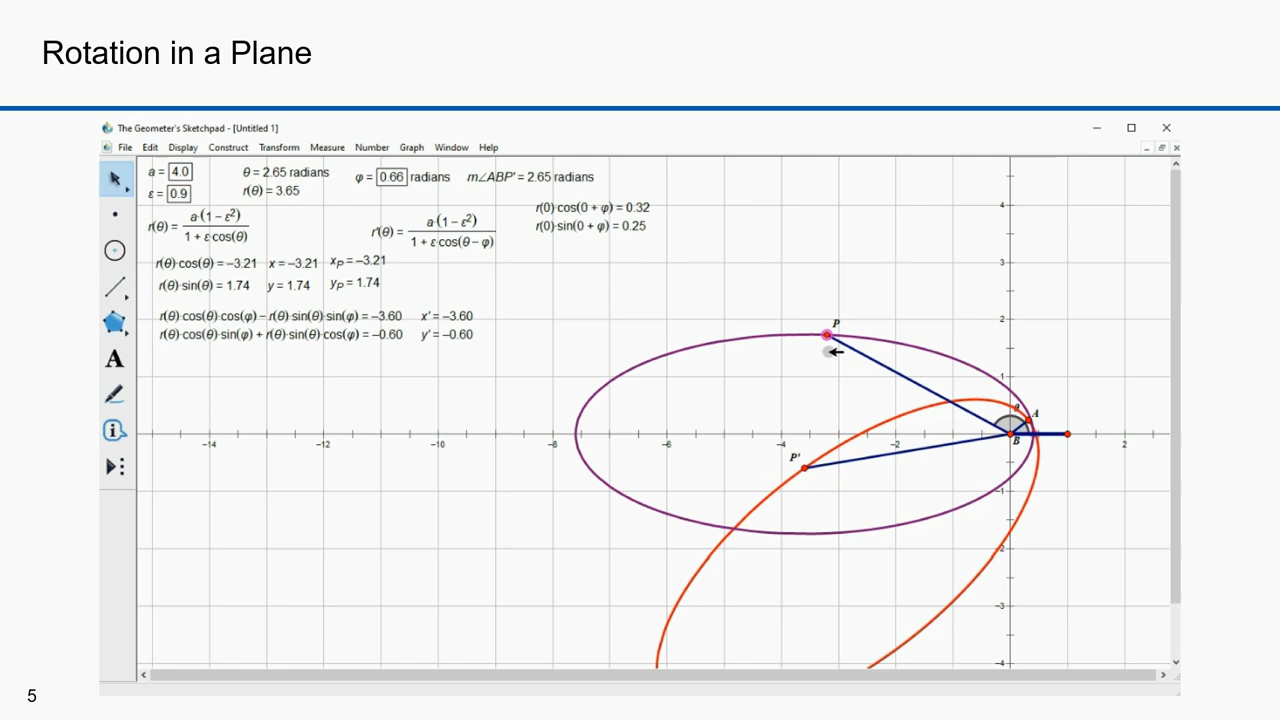 Rotation in a Plane
The Geometer's Sketchpad - [Untitled 1]
File Edit Display Construct Transform Measure Number Graph Window Help
a = 4.0 θ = 2.65 radians φ = 0.66 radians m∠ABP' = 2.65 radians
ε = 0.9 r(θ) = 3.65
r(0)·cos(0 + φ) = 0.32
r(0)·sin(0 + φ) = 0.25
r(θ) = a·(1 − ε²) / 1 + ε·cos(θ) r'(θ) = a·(1 − ε²) / 1 + ε·cos(θ − φ)
r(θ)·cos(θ) = −3.21 x = −3.21 xP = −3.21
r(θ)·sin(θ) = 1.74 y = 1.74 yP = 1.74
r(θ)·cos(θ)·cos(φ) − r(θ)·sin(θ)·sin(φ) = −3.60 x' = −3.60
r(θ)·cos(θ)·sin(φ) + r(θ)·sin(θ)·cos(φ) = −0.60 y' = −0.60
A
4
3
2
P
1
A
B
P'
−14 −10 −8 −6 −4 −2 2
−1
−2
−3
−4
5